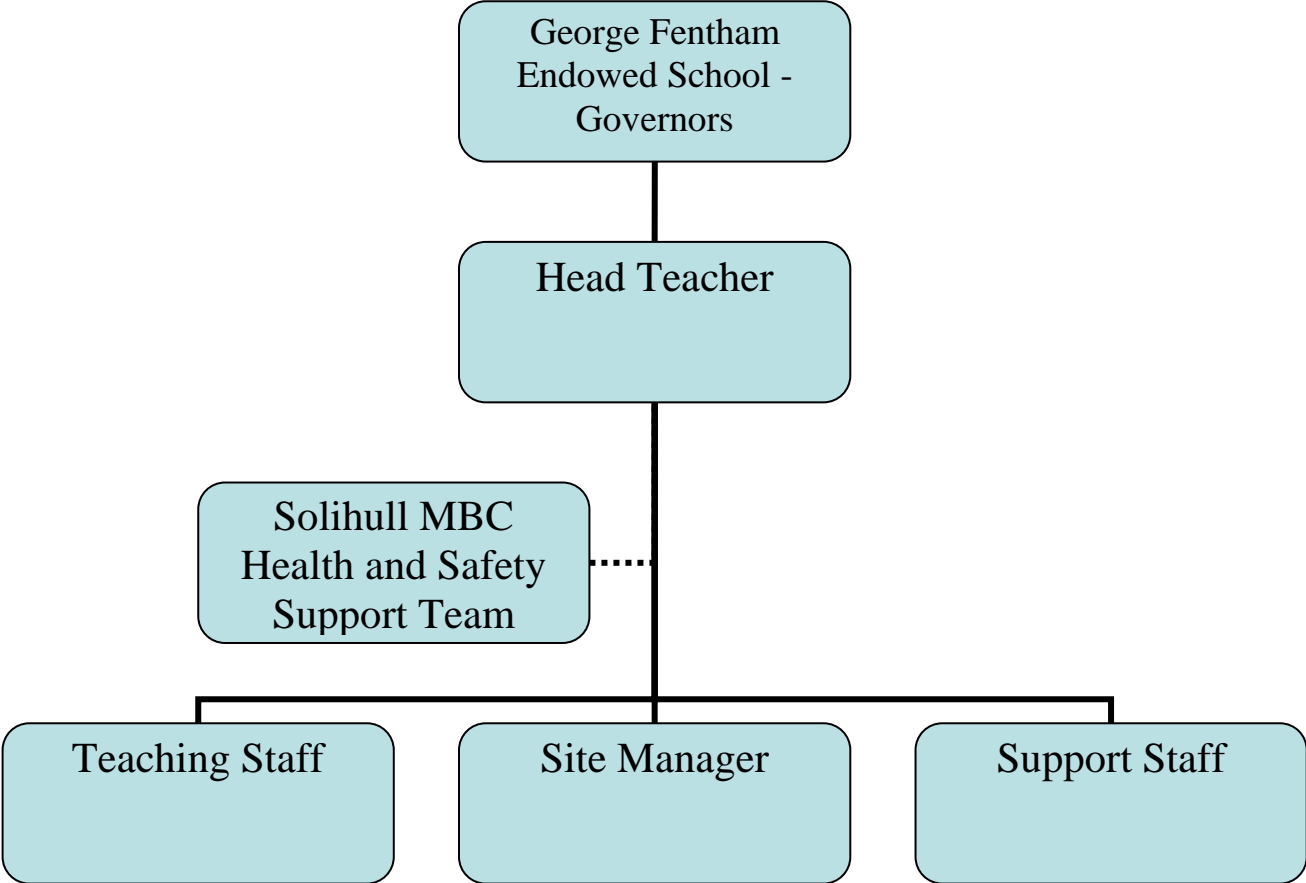 George Fentham
Endowed School -
Governors
Head Teacher
Solihull MBC
Health and Safety
Support Team
Teaching Staff
Site Manager
Support Staff